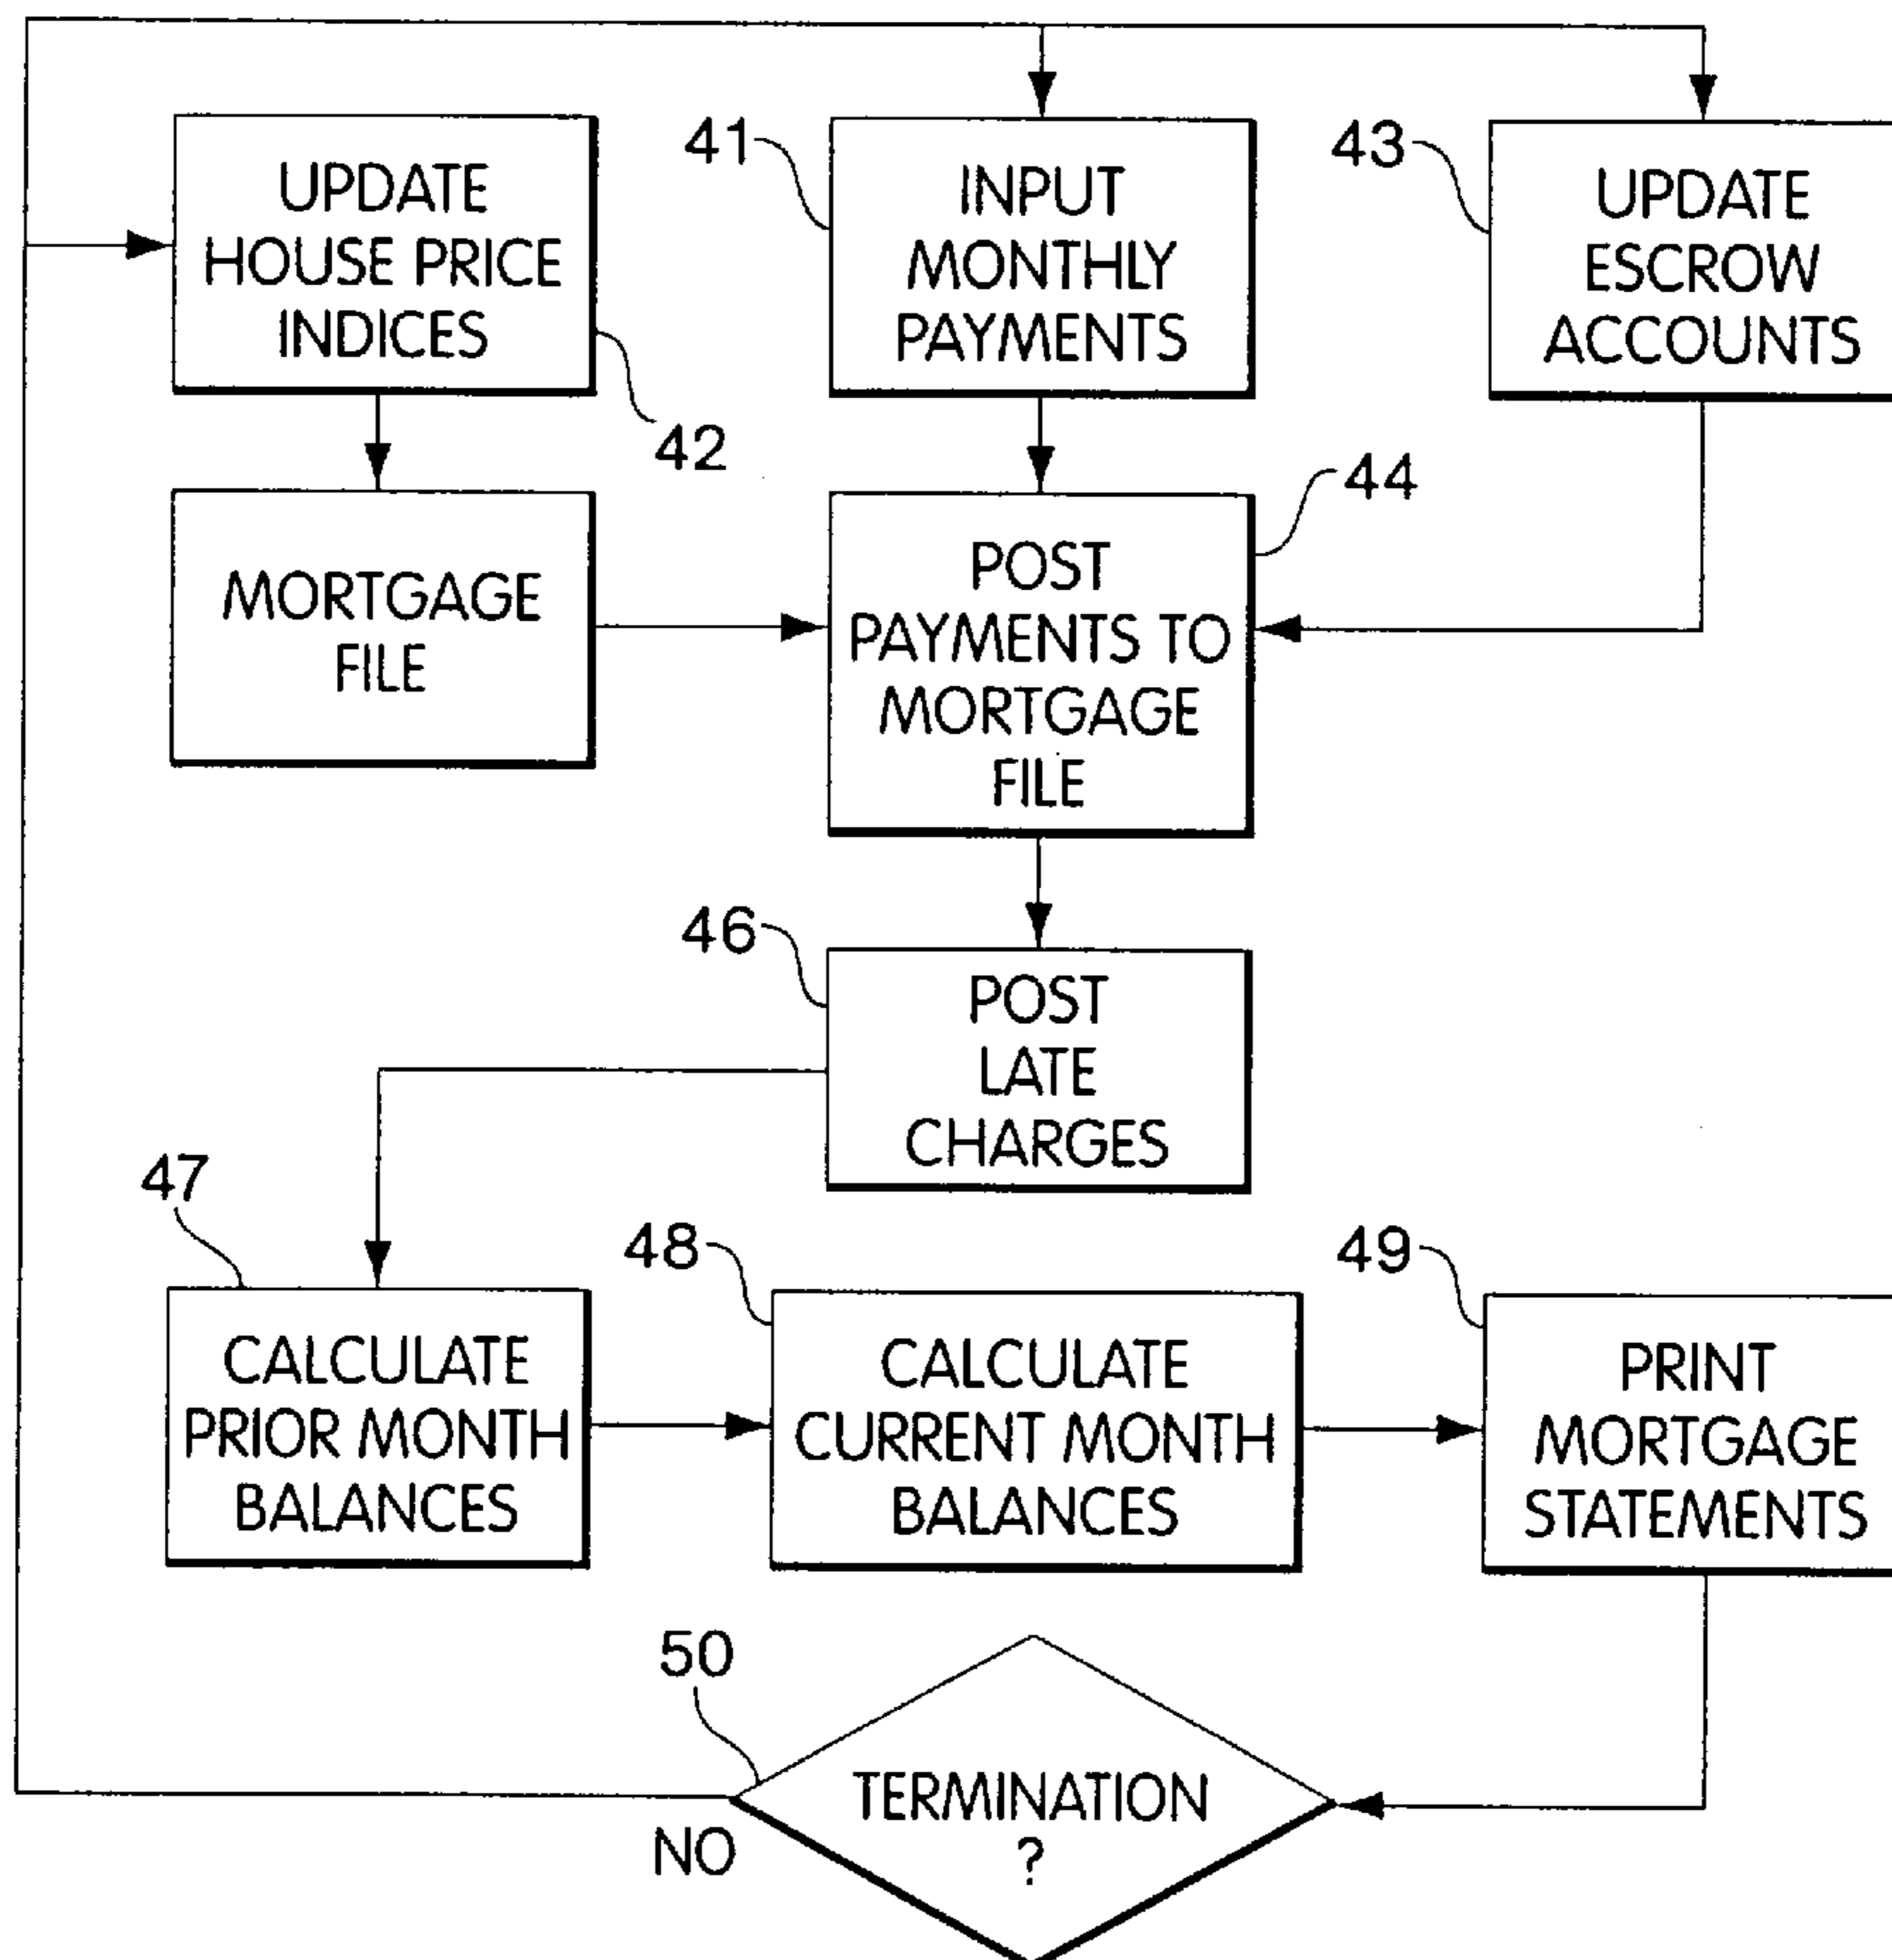 41
43
UPDATE
HOUSE PRICE
INDICES
INPUT
MONTHLY
PAYMENTS
UPDATE
ESCROW
ACCOUNTS
42
44
MORTGAGE
FILE
POST
PAYMENTS TO
MORTGAGE
FILE
46
POST
LATE
CHARGES
47
48
49
CALCULATE
PRIOR MONTH
BALANCES
CALCULATE
CURRENT MONTH
BALANCES
PRINT
MORTGAGE
STATEMENTS
50
TERMINATION
?
NO